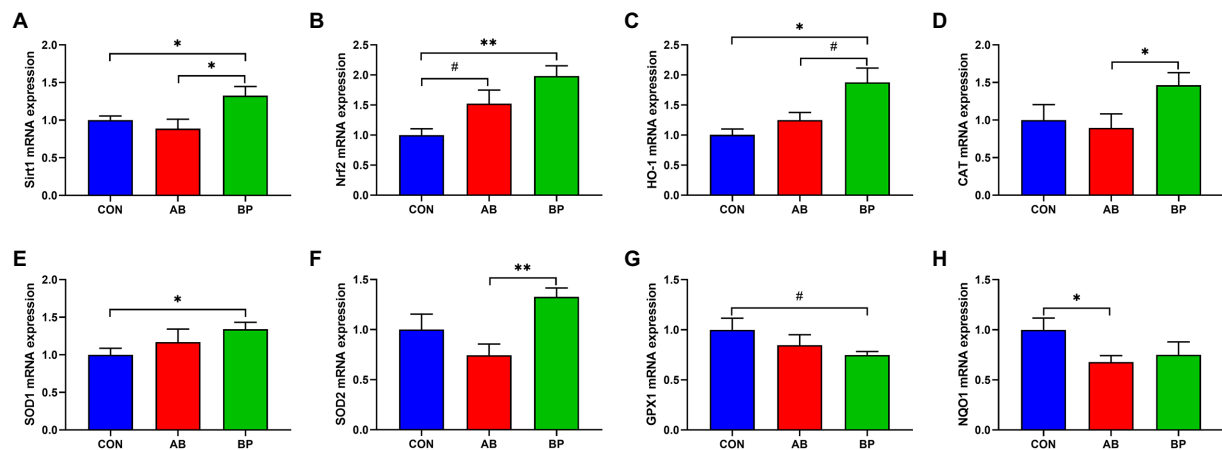 A
Sirt1 mRNA expression
2.0
1.5
1.0
0.5
0.0
*
*
CON AB BP
B
Nrf2 mRNA expression
2.5
2.0
1.5
1.0
0.5
0.0
**
#
CON AB BP
C
HO-1 mRNA expression
2.5
2.0
1.5
1.0
0.5
0.0
*
#
CON AB BP
D
CAT mRNA expression
2.0
1.5
1.0
0.5
0.0
*
CON AB BP
E
SOD1 mRNA expression
2.0
1.5
1.0
0.5
0.0
*
CON AB BP
F
SOD2 mRNA expression
1.5
1.0
0.5
0.0
**
CON AB BP
G
GPX1 mRNA expression
1.5
1.0
0.5
0.0
#
CON AB BP
H
NQO1 mRNA expression
1.5
1.0
0.5
0.0
*
CON AB BP